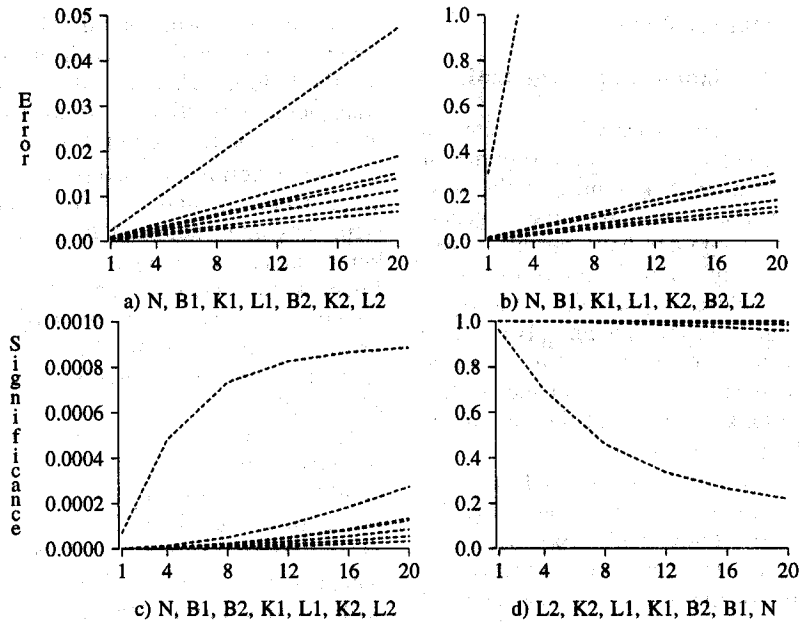 Error
0.05
0.04
0.03
0.02
0.01
0.00
1 4 8 12 16 20
a) N, B1, K1, L1, B2, K2, L2
1.0
0.8
0.6
0.4
0.2
0.0
1 4 8 12 16 20
b) N, B1, K1, L1, K2, B2, L2
Significance
0.0010
0.0008
0.0006
0.0004
0.0002
0.0000
1 4 8 12 16 20
c) N, B1, B2, K1, L1, K2, L2
1.0
0.8
0.6
0.4
0.2
0.0
1 4 8 12 16 20
d) L2, K2, L1, K1, B2, B1, N